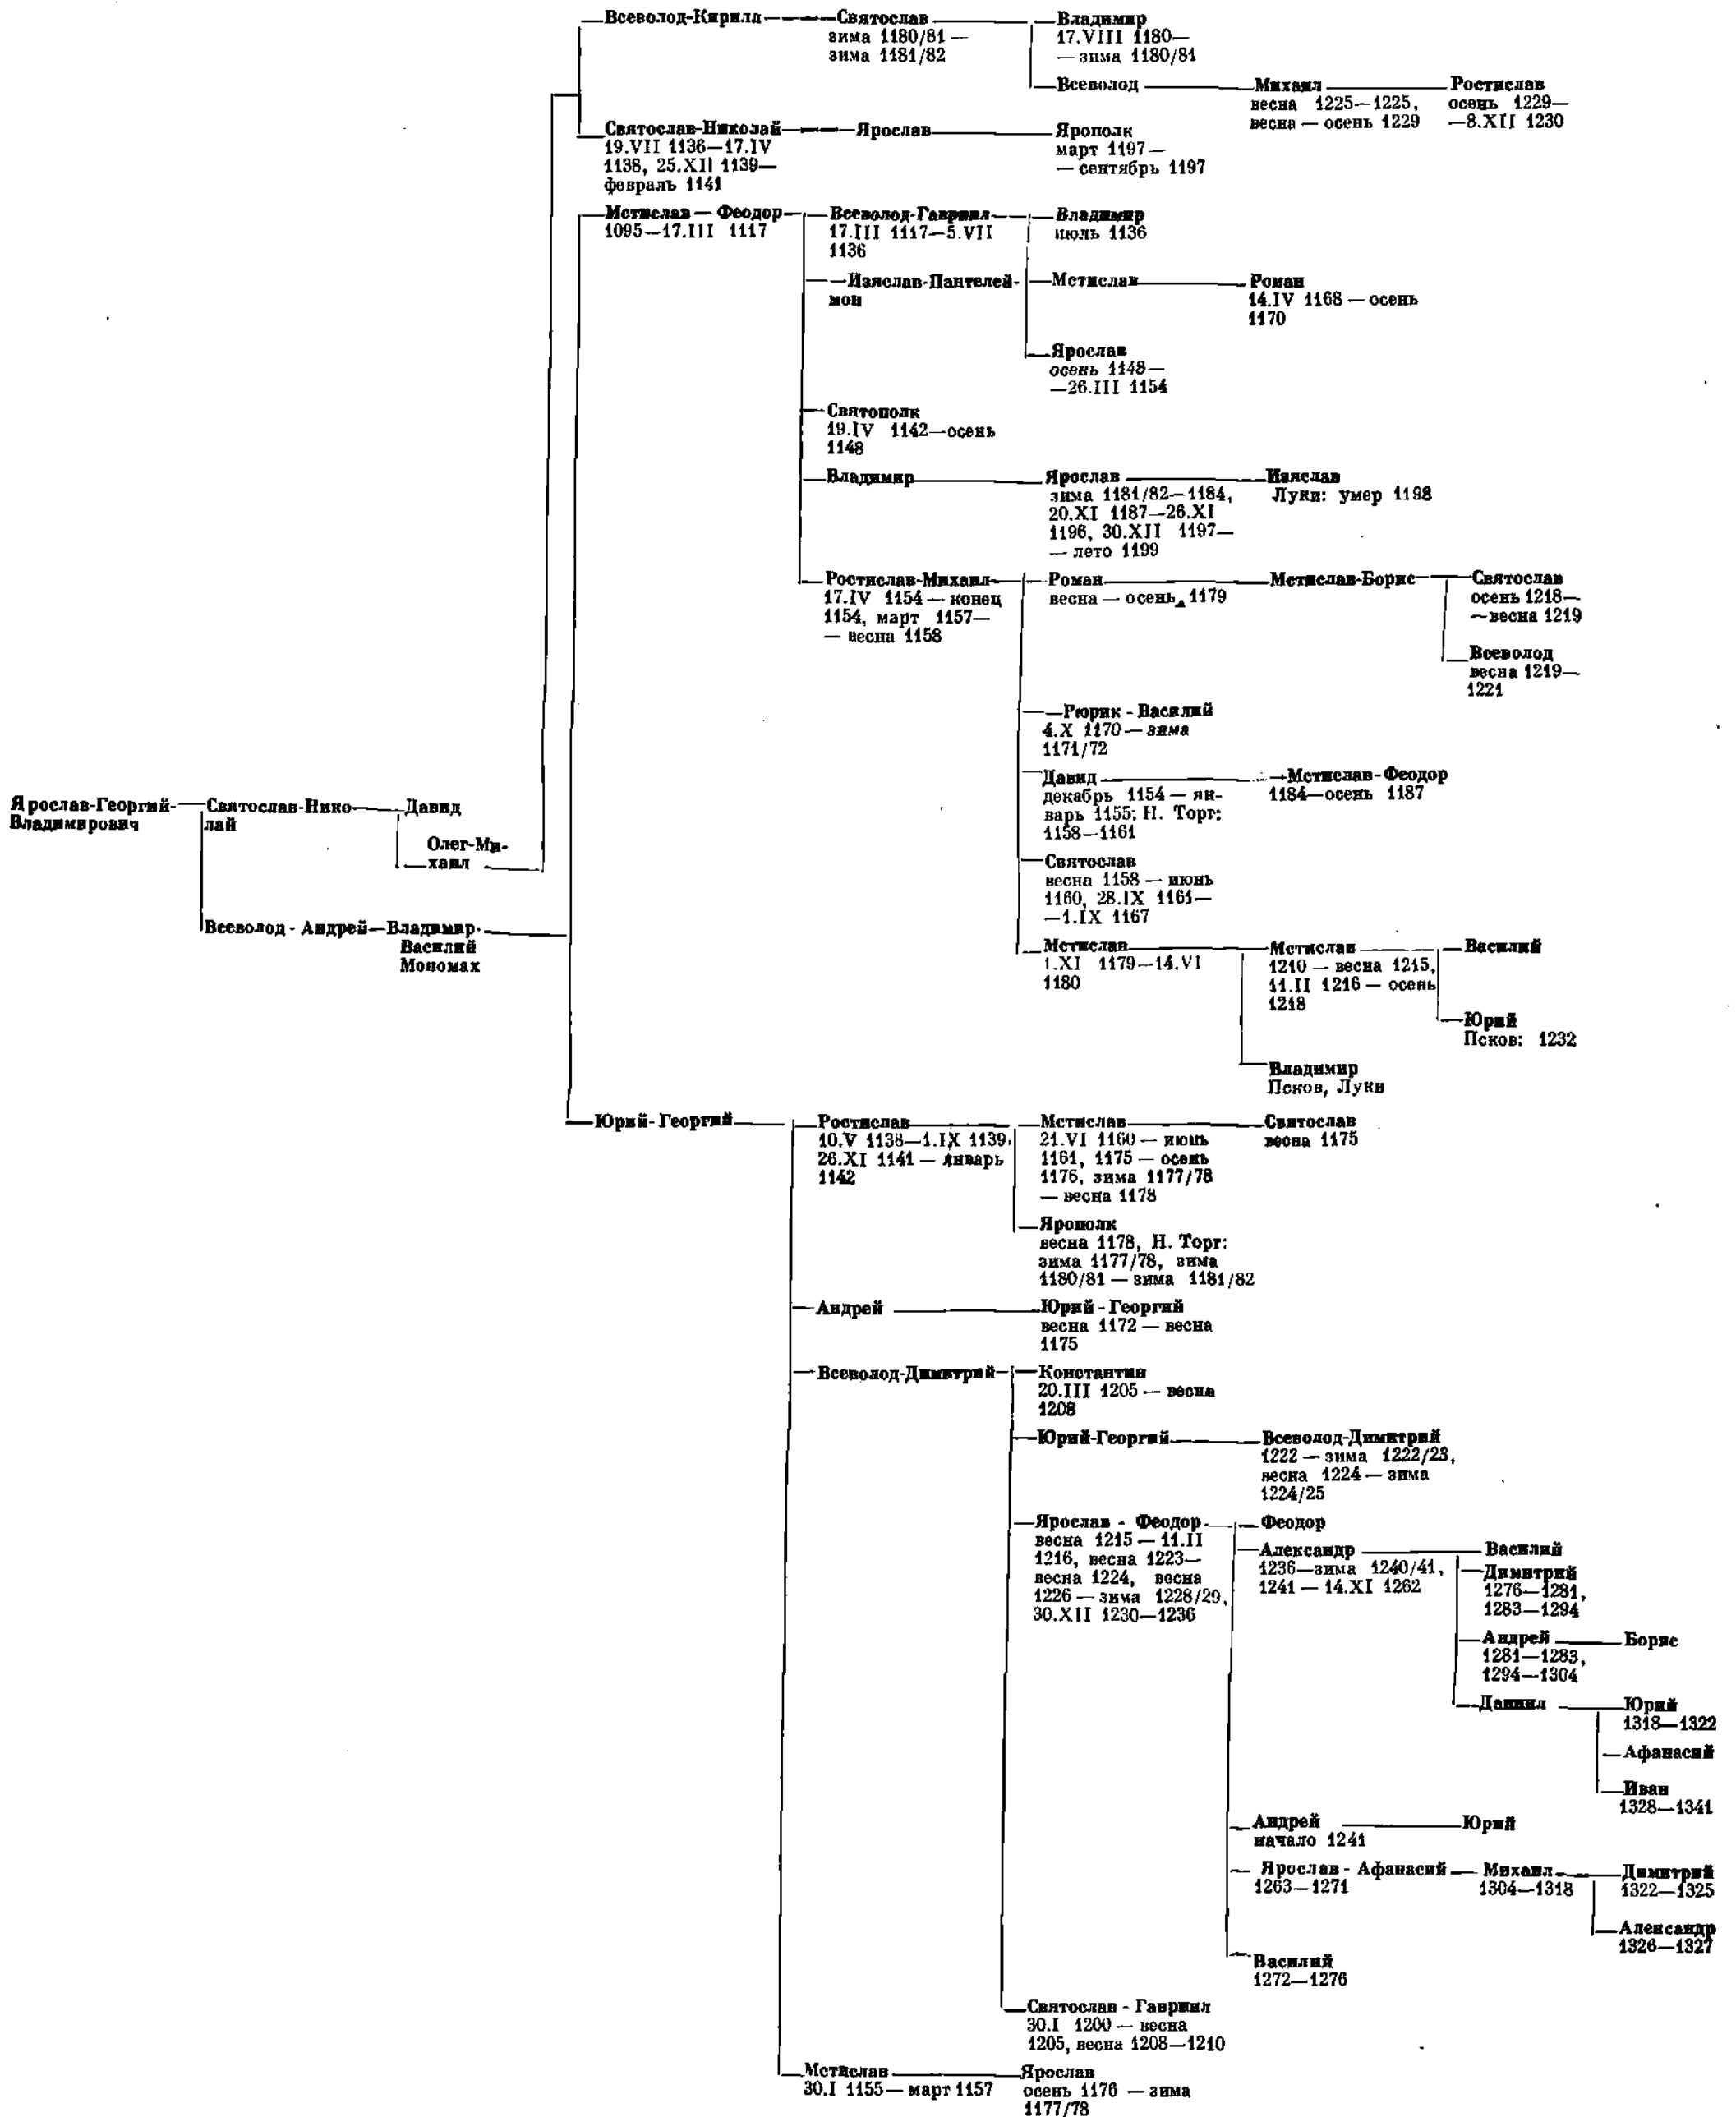 Всеволод-Кирилл
Святослав
зима 1180/81 —
зима 1181/82
Владимир
17.VIII 1180—
— зима 1180/81
Всеволод
Михаил
весна 1225—1225,
весна — осень 1229
Ростислав
осень 1229—
—8.XII 1230
Святослав-Николай
19.VII 1136—17.IV
1138, 25.XII 1139—
февраль 1141
Ярослав
Ярополк
март 1197 —
— сентябрь 1197
Мстислав — Феодор
1095—17.III 1117
Всеволод-Гавриил
17.III 1117—5.VII
1136
Владимир
июль 1136
—Изяслав-Пантелей-
мон
Мстислав
Роман
14.IV 1168 — осень
1170
Ярослав
осень 1148—
—26.III 1154
Святополк
19.IV 1142—осень
1148
Владимир
Ярослав
зима 1181/82—1184,
20.XI 1187—26.XI
1196, 30.XII 1197—
— лето 1199
Изяслав
Луки: умер 1198
Ростислав-Михаил
17.IV 1154 — конец
1154, март 1157—
— весна 1158
Роман
весна — осень 1179
Мстислав-Борис
Святослав
осень 1218—
—весна 1219
Всеволод
весна 1219—
1221
—Рюрик - Василий
4.X 1170 — зима
1171/72
Давид
декабрь 1154 — ян-
варь 1155; Н. Торг:
1158—1161
Мстислав-Феодор
1184—осень 1187
Святослав
весна 1158 — июнь
1160, 28.IX 1161—
—1.IX 1167
Мстислав
1.XI 1179—14.VI
1180
Мстислав
1210 — весна 1215,
11.II 1216 — осень
1218
Василий
Юрий
Псков: 1232
Владимир
Псков, Луки
Ярослав-Георгий-
Владимирович
Святослав-Нико-
лай
Давид
Олег-Ми-
хаил
Всеволод - Андрей
Владимир-
Василий
Мономах
Юрий-Георгий
Ростислав
10.V 1138—1.IX 1139,
26.XI 1141 — январь
1142
Мстислав
21.VI 1160 — июнь
1161, 1175 — осень
1176, зима 1177/78
— весна 1178
Святослав
весна 1175
Ярополк
весна 1178, Н. Торг:
зима 1177/78, зима
1180/81 — зима 1181/82
Андрей
Юрий - Георгий
весна 1172 — весна
1175
Всеволод-Димитрий
Константин
20.III 1205 — весна
1208
Юрий-Георгий
Всеволод-Димитрий
1222 — зима 1222/23,
весна 1224 — зима
1224/25
Ярослав - Феодор
весна 1215 — 11.II
1216, весна 1223—
весна 1224, весна
1226 — зима 1228/29,
30.XII 1230—1236
Феодор
Александр
1236—зима 1240/41,
1241 — 14.XI 1262
Василий
Димитрий
1276—1281,
1283—1294
Андрей
1281—1283,
1294—1304
Борис
Даниил
Юрий
1318—1322
Афанасий
Иван
1328—1341
Андрей
начало 1241
Юрий
Ярослав - Афанасий
1263—1271
Михаил
1304—1318
Димитрий
1322—1325
Александр
1326—1327
Василий
1272—1276
Святослав - Гавриил
30.I 1200 — весна
1205, весна 1208—1210
Мстислав
30.I 1155 — март 1157
Ярослав
осень 1176 — зима
1177/78